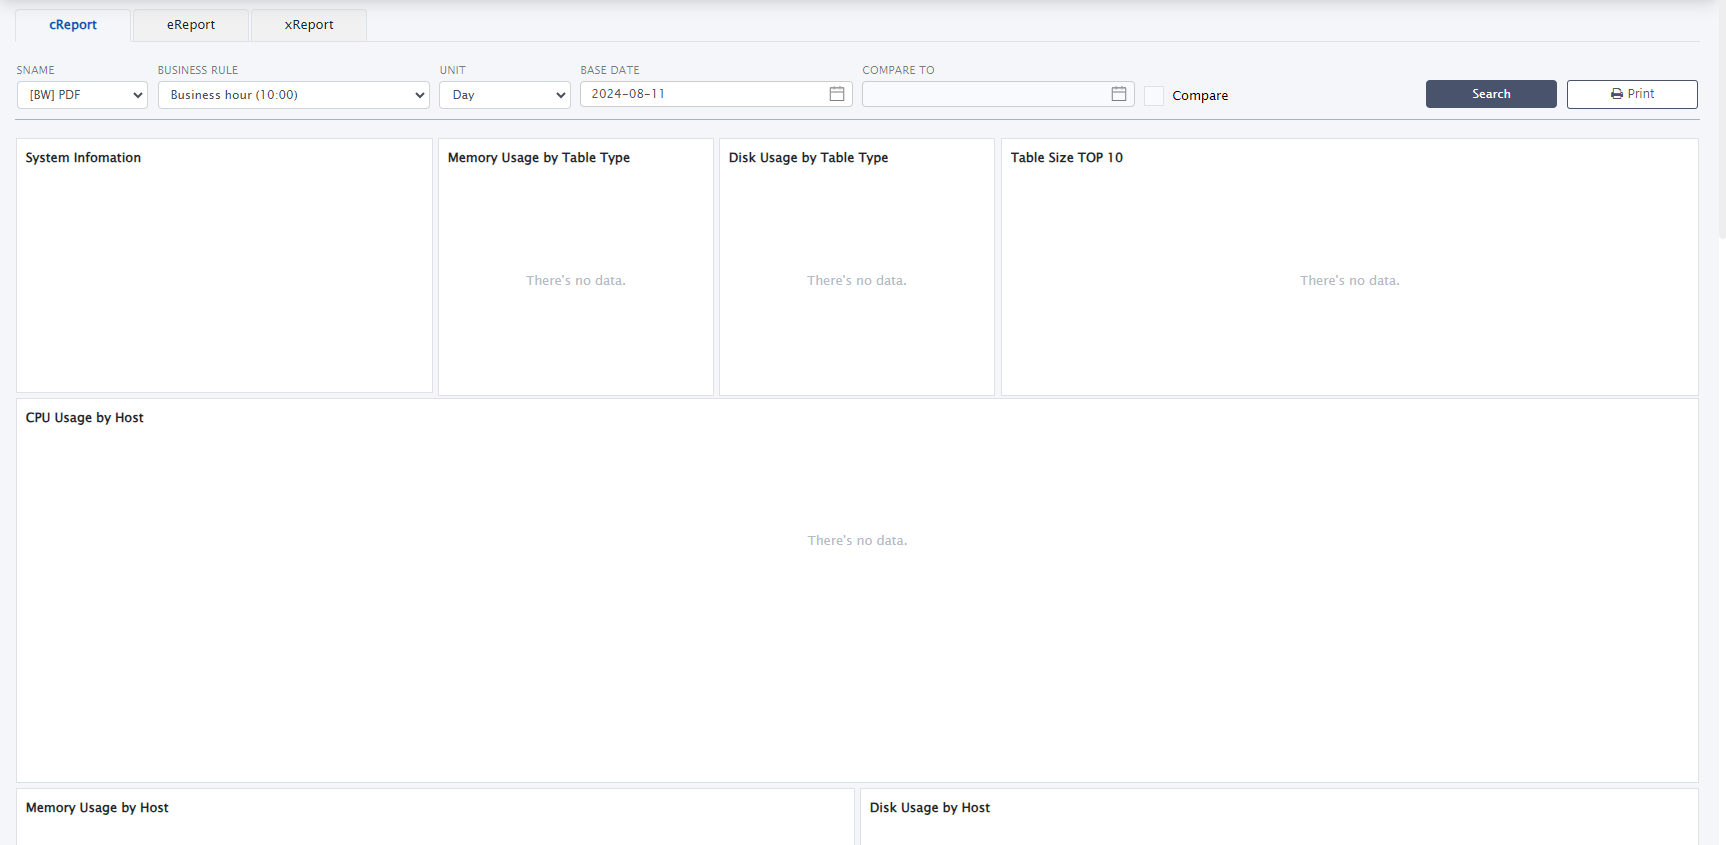 cReport eReport xReport
SNAME BUSINESS RULE UNIT BASE DATE COMPARE TO
[BW] PDF Business hour (10:00) Day 2024-08-11 Compare Search Print
System Infomation Memory Usage by Table Type Disk Usage by Table Type Table Size TOP 10
There's no data. There's no data. There's no data.
CPU Usage by Host
There's no data.
Memory Usage by Host Disk Usage by Host